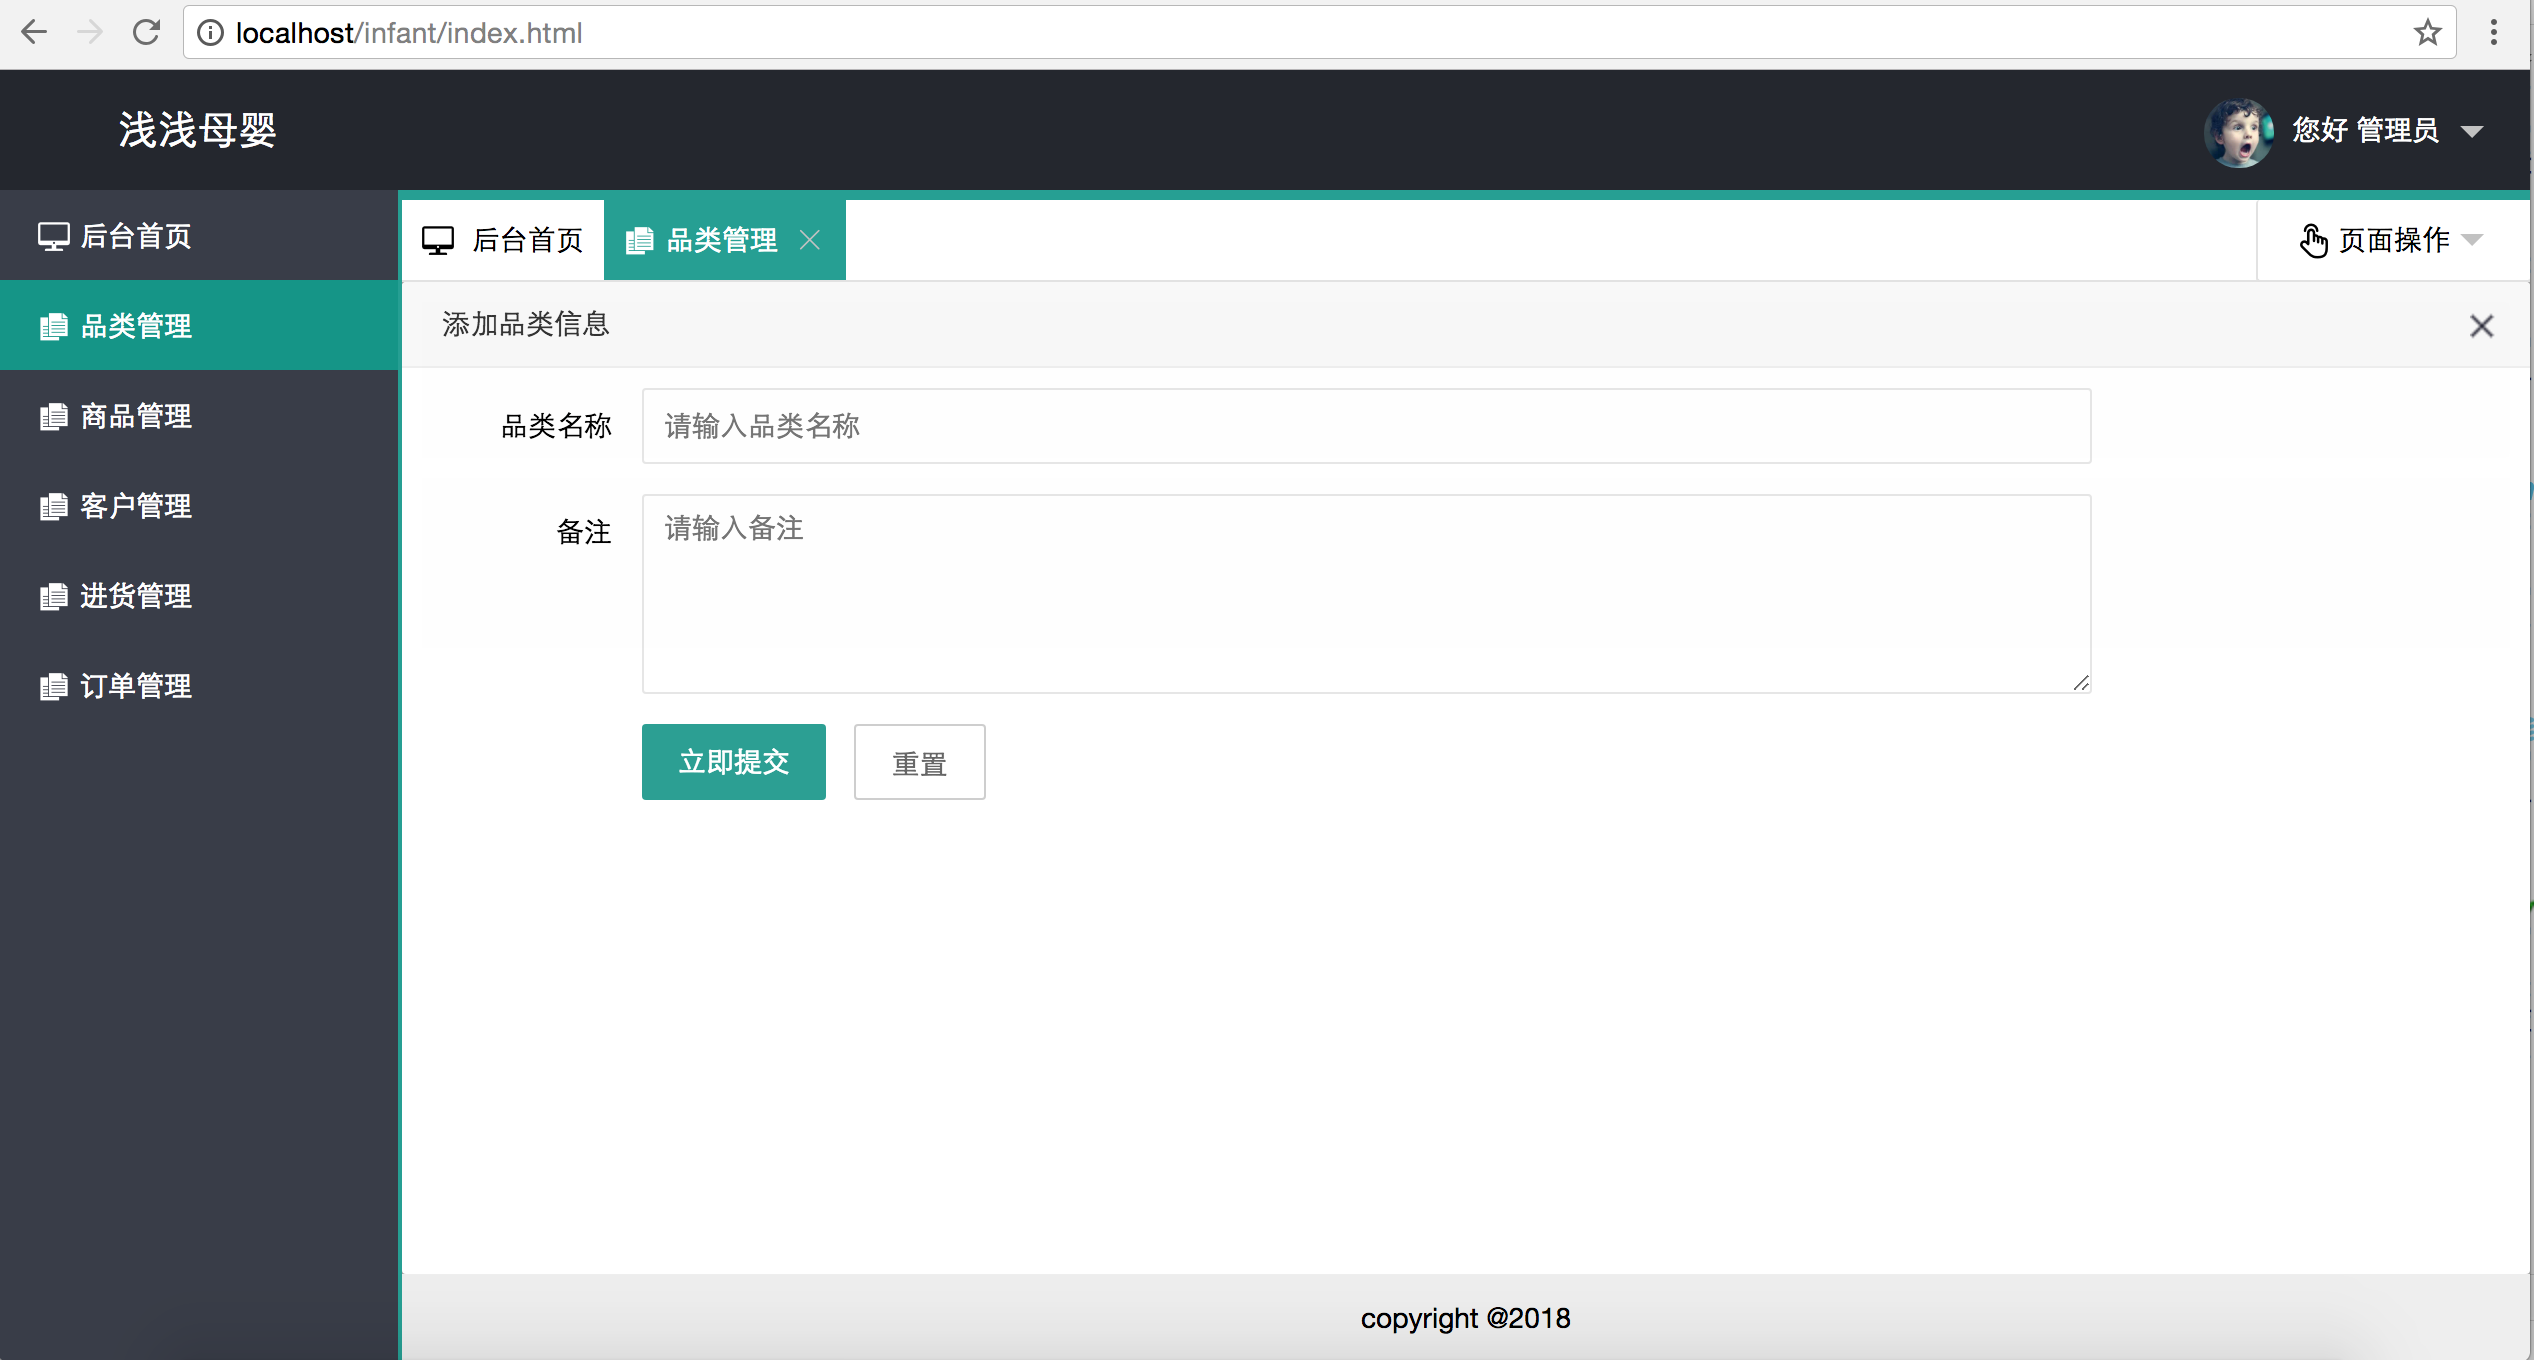 localhost/infant/index.html
浅浅母婴
您好 管理员
后台首页
品类管理
商品管理
客户管理
进货管理
订单管理
后台首页
品类管理
页面操作
添加品类信息
品类名称
请输入品类名称
备注
请输入备注
立即提交
重置
copyright @2018